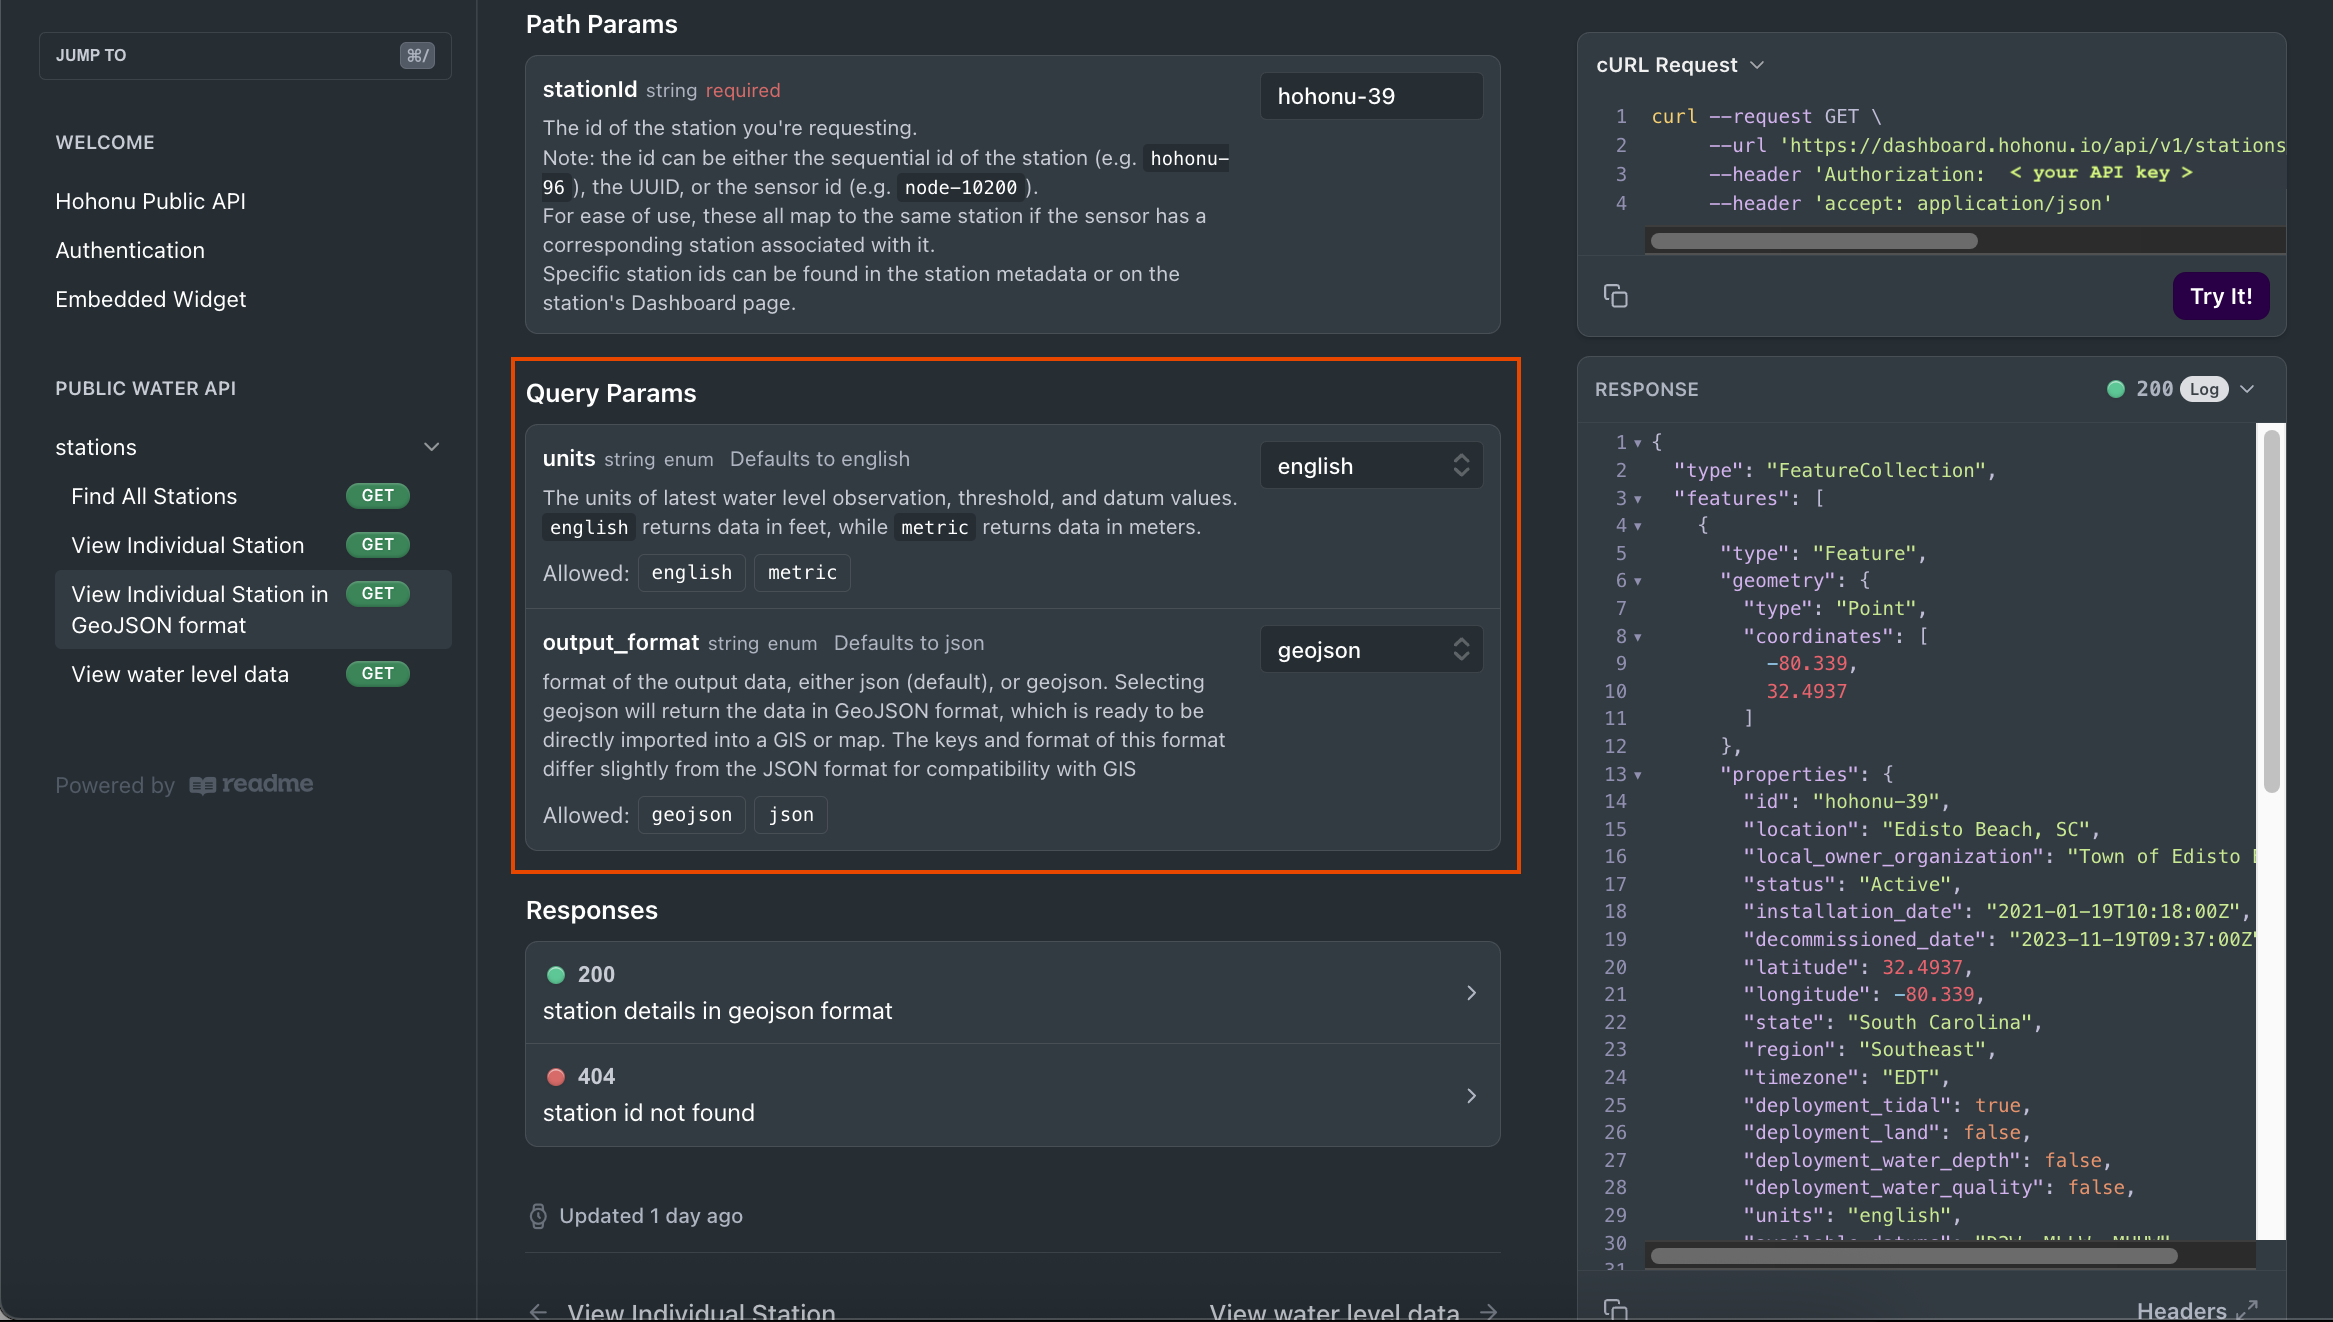 JUMP TO ⌘/
WELCOME
Hohonu Public API
Authentication
Embedded Widget
PUBLIC WATER API
stations
Find All Stations GET
View Individual Station GET
View Individual Station in GET
GeoJSON format
View water level data GET
Powered by readme
Path Params
stationId string required
hohonu-39
The id of the station you're requesting.
Note: the id can be either the sequential id of the station (e.g. hohonu-
96 ), the UUID, or the sensor id (e.g. node-10200 ).
For ease of use, these all map to the same station if the sensor has a
corresponding station associated with it.
Specific station ids can be found in the station metadata or on the
station's Dashboard page.
Query Params
units string enum Defaults to english
english
The units of latest water level observation, threshold, and datum values.
english returns data in feet, while metric returns data in meters.
Allowed: english metric
output_format string enum Defaults to json
geojson
format of the output data, either json (default), or geojson. Selecting
geojson will return the data in GeoJSON format, which is ready to be
directly imported into a GIS or map. The keys and format of this format
differ slightly from the JSON format for compatibility with GIS
Allowed: geojson json
Responses
200
station details in geojson format
404
station id not found
Updated 1 day ago
← View Individual Station
View water level data →
cURL Request
1 curl --request GET \
2 --url 'https://dashboard.hohonu.io/api/v1/stations
3 --header 'Authorization: < your API key >
4 --header 'accept: application/json'
Try It!
RESPONSE 200 Log
1 {
2 "type": "FeatureCollection",
3 "features": [
4 {
5 "type": "Feature",
6 "geometry": {
7 "type": "Point",
8 "coordinates": [
9 -80.339,
10 32.4937
11 ]
12 },
13 "properties": {
14 "id": "hohonu-39",
15 "location": "Edisto Beach, SC",
16 "local_owner_organization": "Town of Edisto
17 "status": "Active",
18 "installation_date": "2021-01-19T10:18:00Z",
19 "decommissioned_date": "2023-11-19T09:37:00Z"
20 "latitude": 32.4937,
21 "longitude": -80.339,
22 "state": "South Carolina",
23 "region": "Southeast",
24 "timezone": "EDT",
25 "deployment_tidal": true,
26 "deployment_land": false,
27 "deployment_water_depth": false,
28 "deployment_water_quality": false,
29 "units": "english",
30
31
Headers